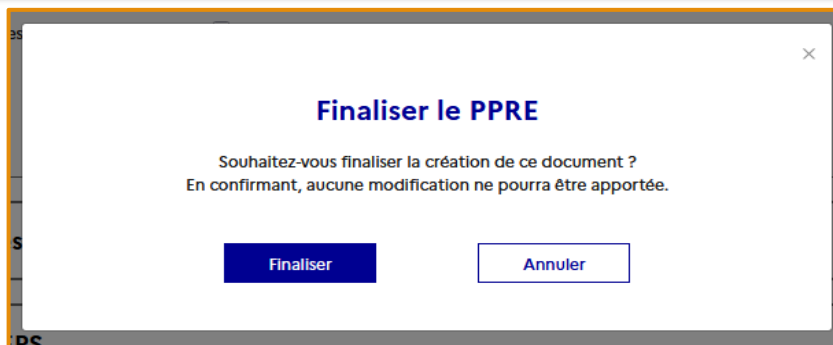 Finaliser le PPRE
Souhaitez-vous finaliser la création de ce document ?
En confirmant, aucune modification ne pourra être apportée.
Finaliser
Annuler